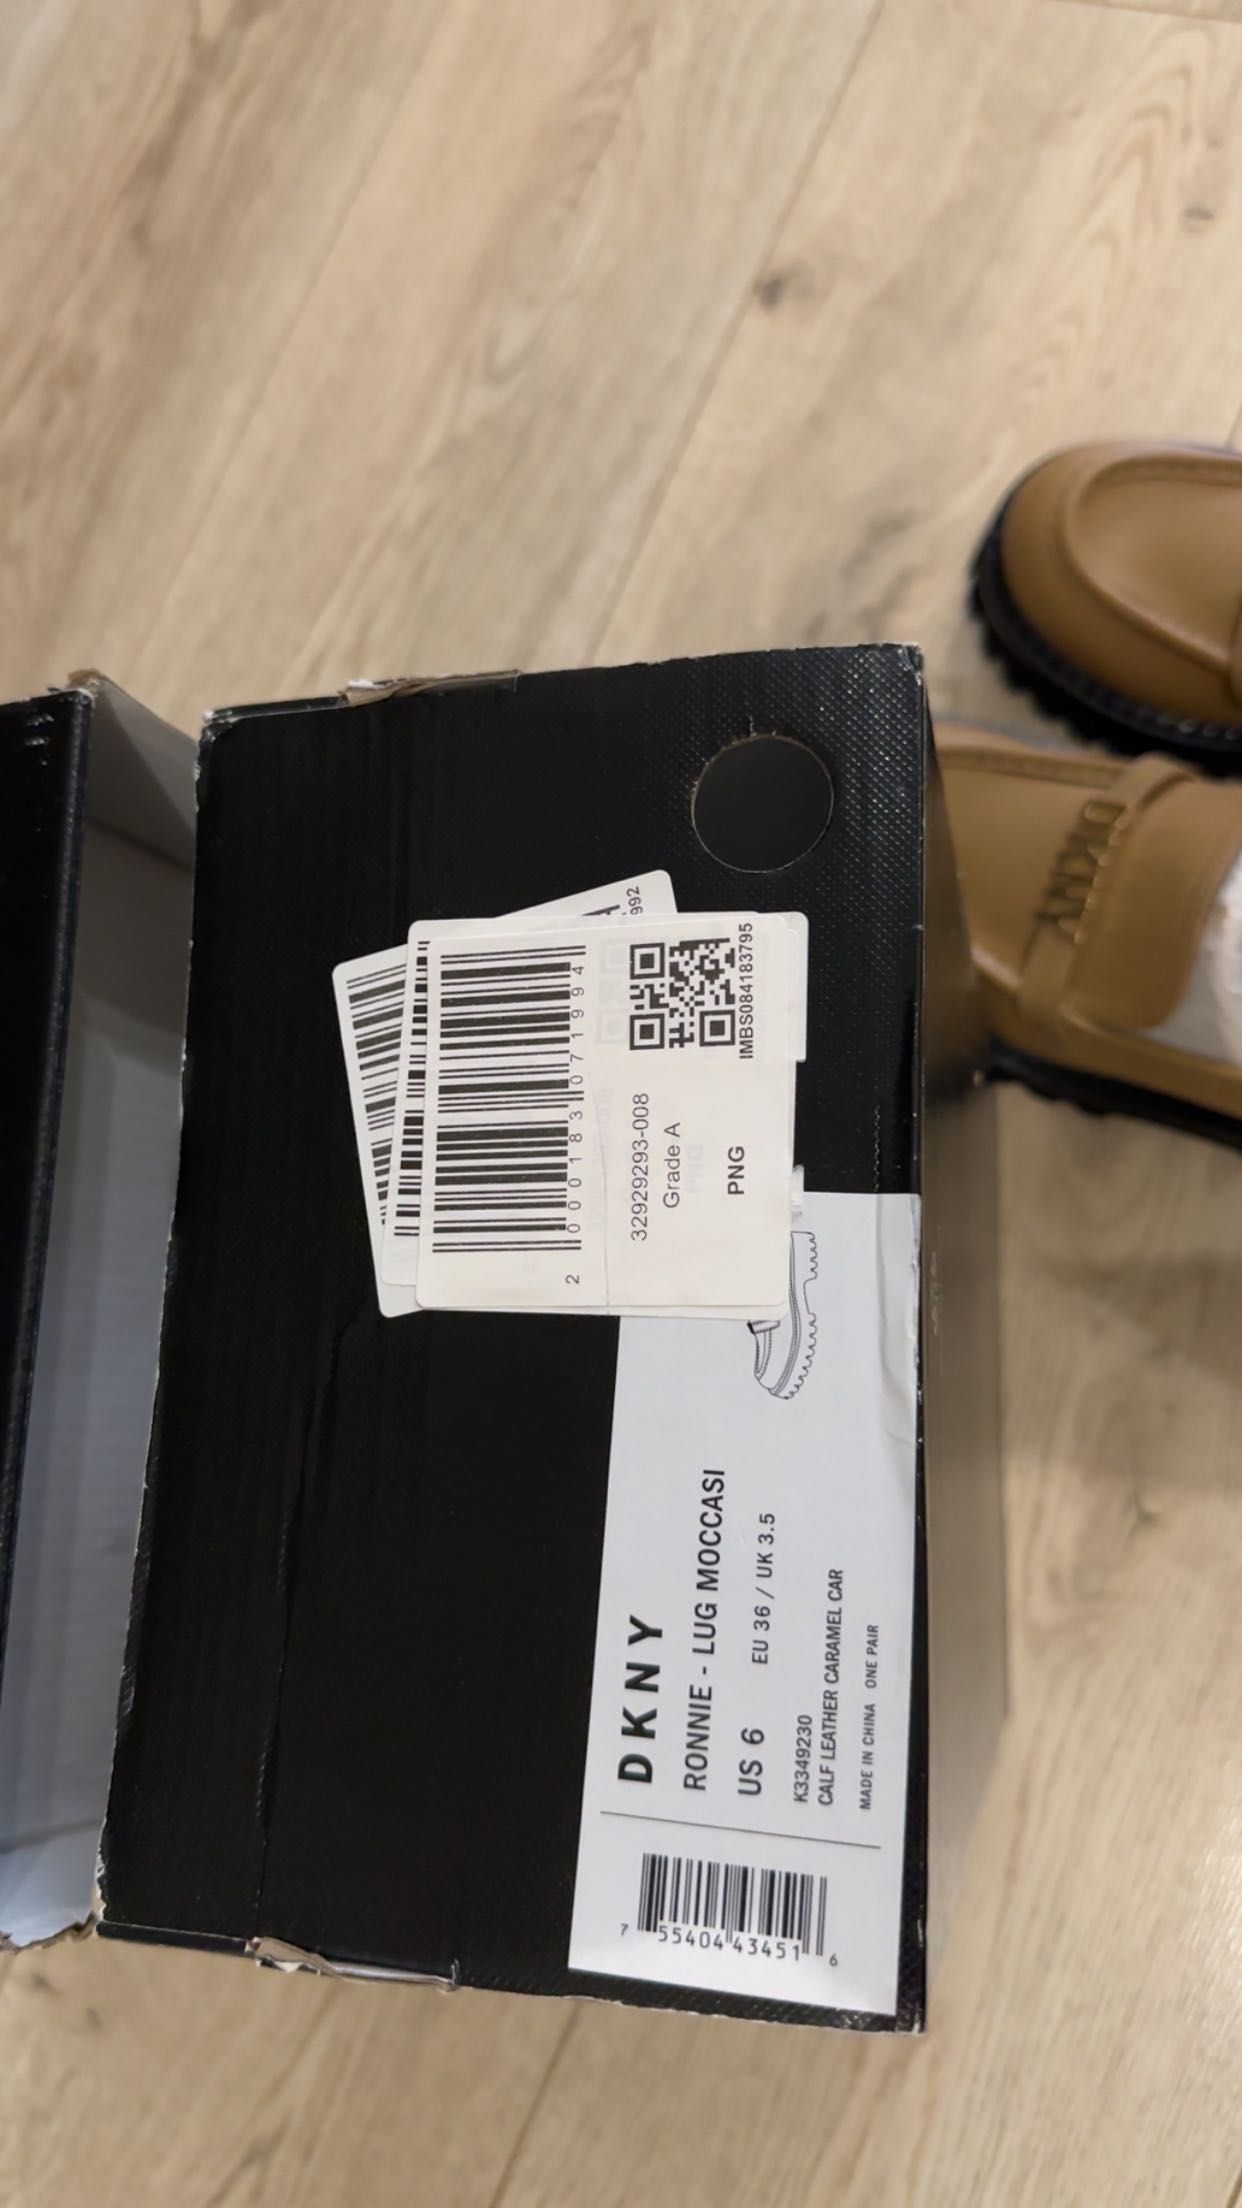 DKNY
RONNIE - LUG MOCCASI
US 6 EU 36 / UK 3.5
K3349230
CALF LEATHER CARAMEL CAR
MADE IN CHINA ONE PAIR
7 55404 43451 6
2 000183 071994
32929293-008
Grade A
PNG
IMBS084183795
992
DKNY